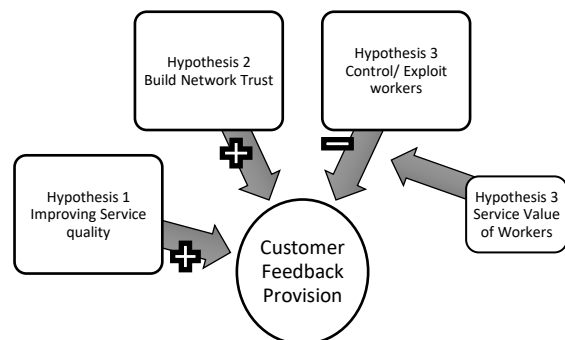 Hypothesis 2
Build Network Trust
Hypothesis 3
Control/ Exploit
workers
Hypothesis 1
Improving Service
quality
Hypothesis 3
Service Value
of Workers
Customer
Feedback
Provision